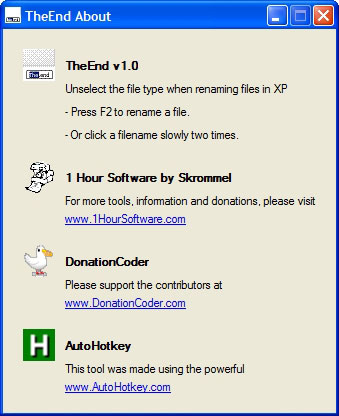 TheEnd About
TheEnd v1.0
Unselect the file type when renaming files in XP
- Press F2 to rename a file.
- Or click a filename slowly two times.
1 Hour Software by Skrommel
For more tools, information and donations, please visit
www.1HourSoftware.com
DonationCoder
Please support the contributors at
www.DonationCoder.com
H
AutoHotkey
This tool was made using the powerful
www.AutoHotkey.com